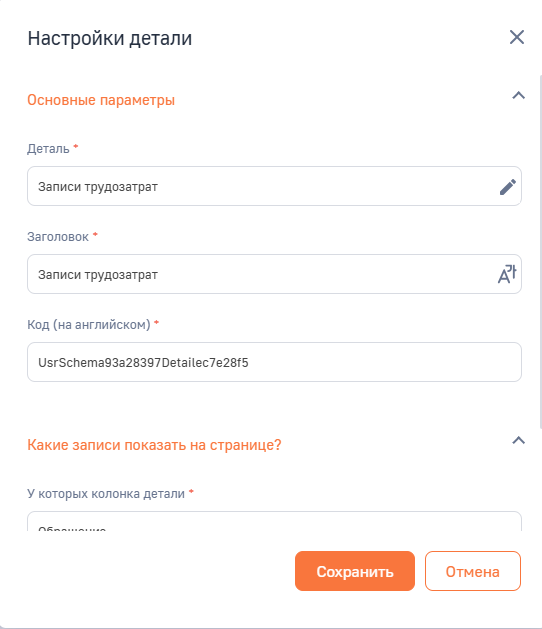 Настройки детали
Основные параметры
Деталь *
Записи трудозатрат
Заголовок *
Записи трудозатрат
Код (на английском) *
UsrSchema93a28397Detailec7e28f5
Какие записи показать на странице?
У которых колонка детали *
Обращение
Сохранить
Отмена